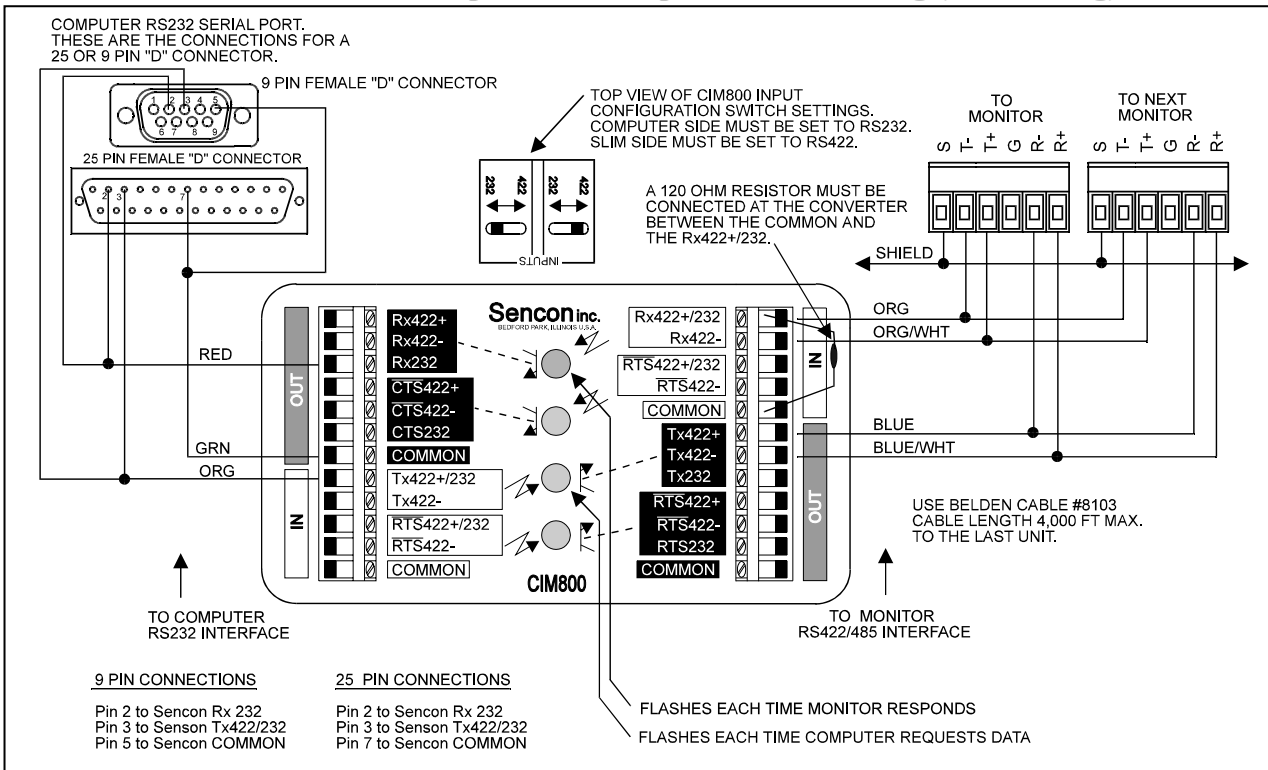 COMPUTER RS232 SERIAL PORT.
THESE ARE THE CONNECTIONS FOR A
25 OR 9 PIN "D" CONNECTOR.
9 PIN FEMALE "D" CONNECTOR
1 2 3 4 5
6 7 8 9
25 PIN FEMALE "D" CONNECTOR
2 3 7
TOP VIEW OF CIM800 INPUT
CONFIGURATION SWITCH SETTINGS.
COMPUTER SIDE MUST BE SET TO RS232.
SLIM SIDE MUST BE SET TO RS422.
232 422 232 422
INPUTS
A 120 OHM RESISTOR MUST BE
CONNECTED AT THE CONVERTER
BETWEEN THE COMMON AND
THE Rx422+/232.
TO
MONITOR
S T- T+ G R- R+
TO NEXT
MONITOR
S T- T+ G R- R+
SHIELD
ORG
ORG/WHT
BLUE
BLUE/WHT
RED
GRN
ORG
OUT
IN
Rx422+
Rx422-
Rx232
CTS422+
CTS422-
CTS232
COMMON
Tx422+/232
Tx422-
RTS422+/232
RTS422-
COMMON
Sencon inc.
BEDFORD PARK, ILLINOIS U.S.A.
CIM800
Rx422+/232
Rx422-
RTS422+/232
RTS422-
COMMON
Tx422+
Tx422-
Tx232
RTS422+
RTS422-
RTS232
COMMON
IN
OUT
USE BELDEN CABLE #8103
CABLE LENGTH 4,000 FT MAX.
TO THE LAST UNIT.
TO COMPUTER
RS232 INTERFACE
TO MONITOR
RS422/485 INTERFACE
9 PIN CONNECTIONS
Pin 2 to Sencon Rx 232
Pin 3 to Senson Tx422/232
Pin 5 to Sencon COMMON
25 PIN CONNECTIONS
Pin 2 to Sencon Rx 232
Pin 3 to Senson Tx422/232
Pin 7 to Sencon COMMON
FLASHES EACH TIME MONITOR RESPONDS
FLASHES EACH TIME COMPUTER REQUESTS DATA